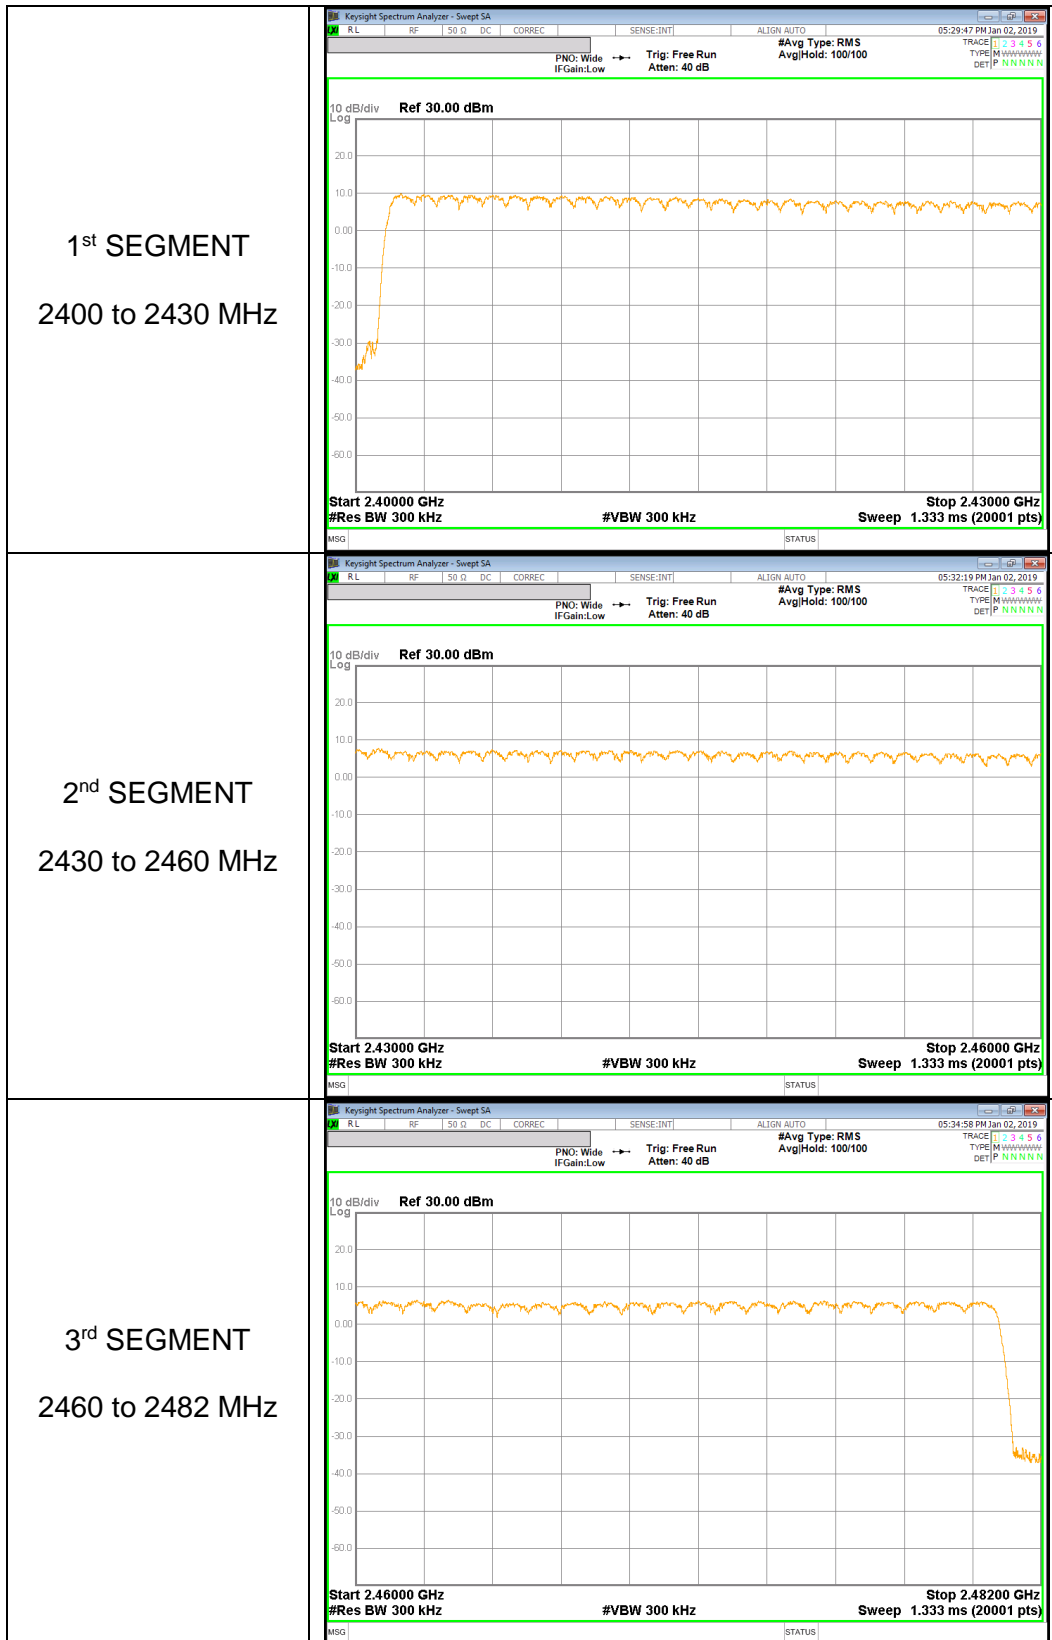 1st SEGMENT
2400 to 2430 MHz
Keysight Spectrum Analyzer - Swept SA
LXI RL RF 50 Ω DC CORREC SENSE:INT ALIGN AUTO 05:29:47 PM Jan 02, 2019
#Avg Type: RMS TRACE 1 2 3 4 5 6
PNO: Wide Trig: Free Run Avg|Hold: 100/100 TYPE M WWWWW
IFGain:Low Atten: 40 dB DET P N N N N N
10 dB/div Ref 30.00 dBm
Log
20.0
10.0
0.00
-10.0
-20.0
-30.0
-40.0
-50.0
-60.0
Start 2.40000 GHz Stop 2.43000 GHz
#Res BW 300 kHz #VBW 300 kHz Sweep 1.333 ms (20001 pts)
MSG STATUS
2nd SEGMENT
2430 to 2460 MHz
Keysight Spectrum Analyzer - Swept SA
LXI RL RF 50 Ω DC CORREC SENSE:INT ALIGN AUTO 05:32:19 PM Jan 02, 2019
#Avg Type: RMS TRACE 1 2 3 4 5 6
PNO: Wide Trig: Free Run Avg|Hold: 100/100 TYPE M WWWWW
IFGain:Low Atten: 40 dB DET P N N N N N
10 dB/div Ref 30.00 dBm
Log
20.0
10.0
0.00
-10.0
-20.0
-30.0
-40.0
-50.0
-60.0
Start 2.43000 GHz Stop 2.46000 GHz
#Res BW 300 kHz #VBW 300 kHz Sweep 1.333 ms (20001 pts)
MSG STATUS
3rd SEGMENT
2460 to 2482 MHz
Keysight Spectrum Analyzer - Swept SA
LXI RL RF 50 Ω DC CORREC SENSE:INT ALIGN AUTO 05:34:58 PM Jan 02, 2019
#Avg Type: RMS TRACE 1 2 3 4 5 6
PNO: Wide Trig: Free Run Avg|Hold: 100/100 TYPE M WWWWW
IFGain:Low Atten: 40 dB DET P N N N N N
10 dB/div Ref 30.00 dBm
Log
20.0
10.0
0.00
-10.0
-20.0
-30.0
-40.0
-50.0
-60.0
Start 2.46000 GHz Stop 2.48200 GHz
#Res BW 300 kHz #VBW 300 kHz Sweep 1.333 ms (20001 pts)
MSG STATUS